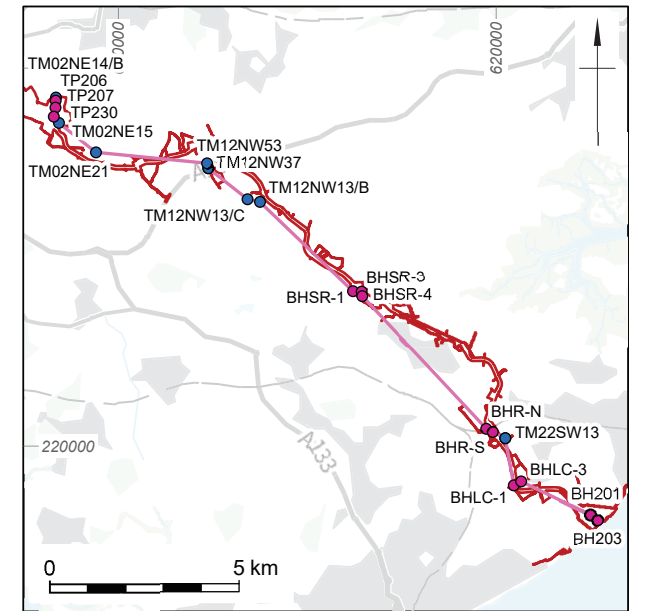 0000
620000
TM02NE14/B
TP206
TP207
TP230
TM02NE15
TM12NW53
TM12NW37
TM02NE21
TM12NW13/B
TM12NW13/C
BHSR-3
BHSR-4
BHSR-1
BHR-N
TM22SW13
220000
BHR-S
A133
BHLC-3
BHLC-1
BH201
BH203
0 5 km